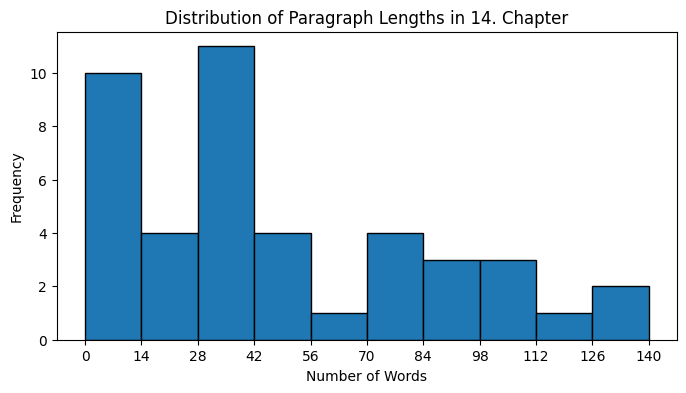 Distribution of Paragraph Lengths in 14. Chapter
10
8
6
4
2
0
Frequency
0 14 28 42 56 70 84 98 112 126 140
Number of Words